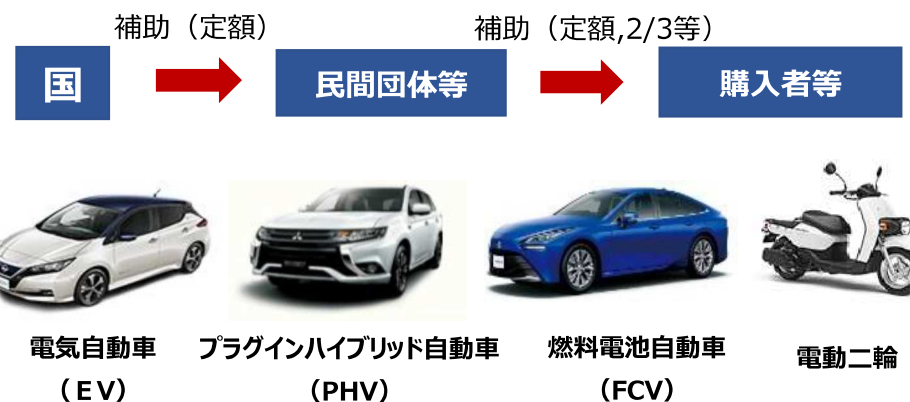 補助（定額）
補助（定額,2/3等）
国
民間団体等
購入者等
電気自動車
（ＥＶ）
プラグインハイブリッド自動車
（PHV）
燃料電池自動車
（FCV）
電動二輪